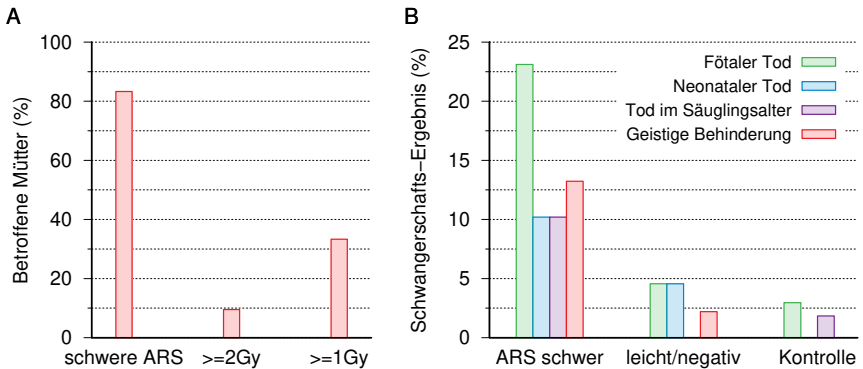 A
Betroffene Mütter (%)
100
80
60
40
20
0
schwere ARS
>=2Gy
>=1Gy
B
Schwangerschafts-Ergebnis (%)
25
20
15
10
5
0
Fötaler Tod
Neonataler Tod
Tod im Säuglingsalter
Geistige Behinderung
ARS schwer
leicht/negativ
Kontrolle